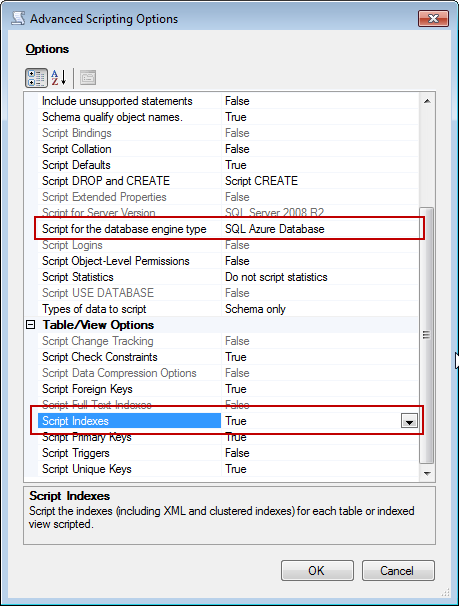 Advanced Scripting Options
Options
A
Z
Include unsupported statements False
Schema qualify object names. True
Script Bindings False
Script Collation False
Script Defaults True
Script DROP and CREATE Script CREATE
Script Extended Properties False
Script for Server Version SQL Server 2008 R2
Script for the database engine type SQL Azure Database
Script Logins False
Script Object-Level Permissions False
Script Statistics Do not script statistics
Script USE DATABASE False
Types of data to script Schema only
Table/View Options
Script Change Tracking False
Script Check Constraints True
Script Data Compression Options False
Script Foreign Keys True
Script Full-Text Indexes False
Script Indexes True
Script Primary Keys True
Script Triggers False
Script Unique Keys True
Script Indexes
Script the indexes (including XML and clustered indexes) for each table or indexed
view scripted.
OK Cancel